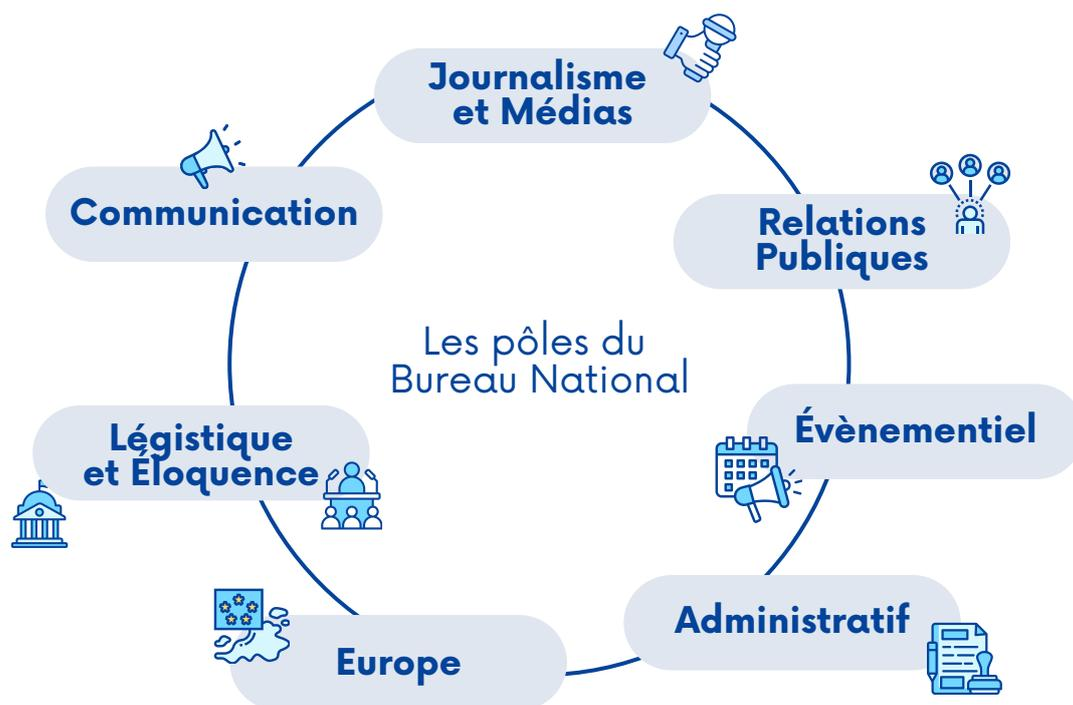 Journalisme
et Médias
Communication
Relations
Publiques
Les pôles du
Bureau National
Évènementiel
Légistique
et Éloquence
Administratif
Europe